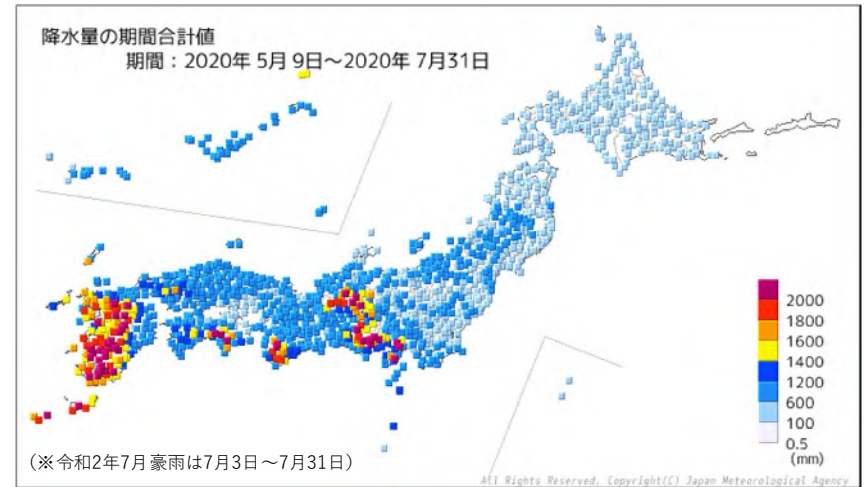 降水量の期間合計値
期間：2020年 5月 9日～2020年 7月31日
2000
1800
1600
1400
1200
600
100
0.5
(mm)
(※令和2年7月豪雨は7月3日～7月31日)
All Rights Reserved, Copyright(C) Japan Meteorological Agency